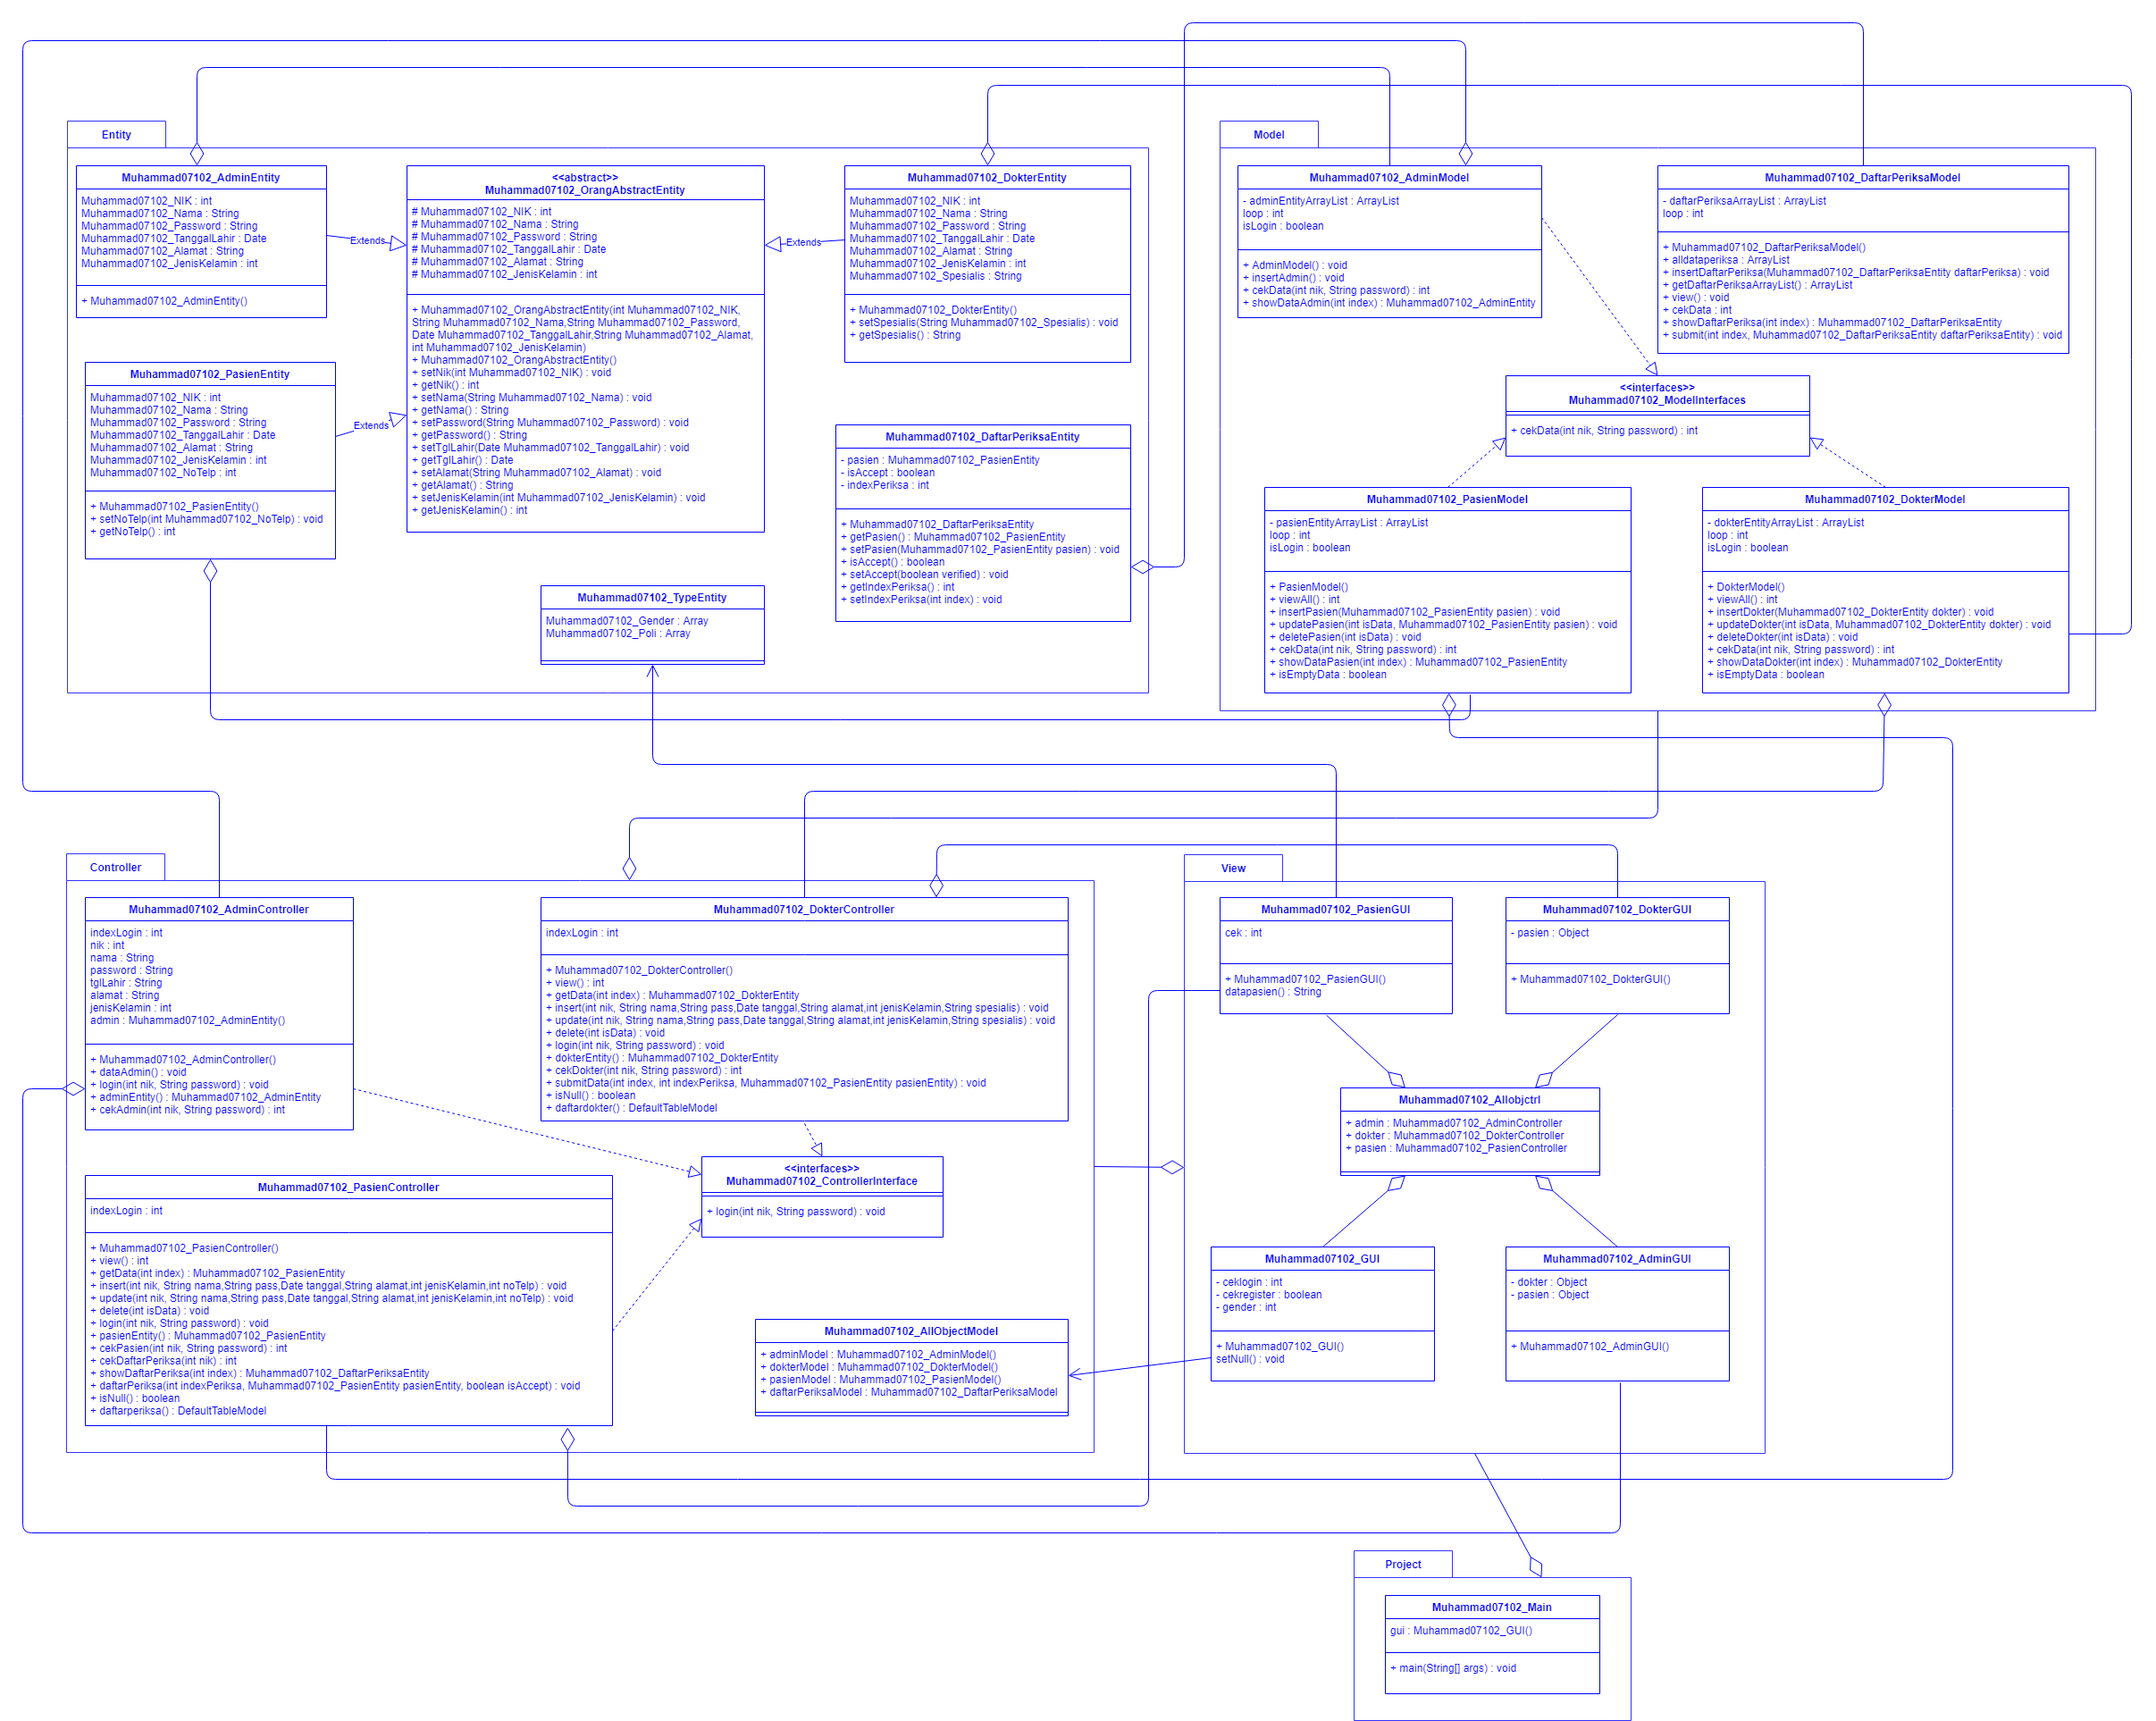 Entity
Muhammad07102_AdminEntity
Muhammad07102_NIK : int
Muhammad07102_Nama : String
Muhammad07102_Password : String
Muhammad07102_TanggalLahir : Date
Muhammad07102_Alamat : String
Muhammad07102_JenisKelamin : int
+ Muhammad07102_AdminEntity()
Extends
<<abstract>>
Muhammad07102_OrangAbstractEntity
# Muhammad07102_NIK : int
# Muhammad07102_Nama : String
# Muhammad07102_Password : String
# Muhammad07102_TanggalLahir : Date
# Muhammad07102_Alamat : String
# Muhammad07102_JenisKelamin : int
+ Muhammad07102_OrangAbstractEntity(int Muhammad07102_NIK,
String Muhammad07102_Nama,String Muhammad07102_Password,
Date Muhammad07102_TanggalLahir,String Muhammad07102_Alamat,
int Muhammad07102_JenisKelamin)
+ Muhammad07102_OrangAbstractEntity()
+ setNik(int Muhammad07102_NIK) : void
+ getNik() : int
+ setNama(String Muhammad07102_Nama) : void
+ getNama() : String
+ setPassword(String Muhammad07102_Password) : void
+ getPassword() : String
+ setTglLahir(Date Muhammad07102_TanggalLahir) : void
+ getTglLahir() : Date
+ setAlamat(String Muhammad07102_Alamat) : void
+ getAlamat() : String
+ setJenisKelamin(int Muhammad07102_JenisKelamin) : void
+ getJenisKelamin() : int
Extends
Muhammad07102_DokterEntity
Muhammad07102_NIK : int
Muhammad07102_Nama : String
Muhammad07102_Password : String
Muhammad07102_TanggalLahir : Date
Muhammad07102_Alamat : String
Muhammad07102_JenisKelamin : int
Muhammad07102_Spesialis : String
+ Muhammad07102_DokterEntity()
+ setSpesialis(String Muhammad07102_Spesialis) : void
+ getSpesialis() : String
Muhammad07102_PasienEntity
Muhammad07102_NIK : int
Muhammad07102_Nama : String
Muhammad07102_Password : String
Muhammad07102_TanggalLahir : Date
Muhammad07102_Alamat : String
Muhammad07102_JenisKelamin : int
Muhammad07102_NoTelp : int
+ Muhammad07102_PasienEntity()
+ setNoTelp(int Muhammad07102_NoTelp) : void
+ getNoTelp() : int
Extends
Muhammad07102_DaftarPeriksaEntity
- pasien : Muhammad07102_PasienEntity
- isAccept : boolean
- indexPeriksa : int
+ Muhammad07102_DaftarPeriksaEntity
+ getPasien() : Muhammad07102_PasienEntity
+ setPasien(Muhammad07102_PasienEntity pasien) : void
+ isAccept() : boolean
+ setAccept(boolean verified) : void
+ getIndexPeriksa() : int
+ setIndexPeriksa(int index) : void
Muhammad07102_TypeEntity
Muhammad07102_Gender : Array
Muhammad07102_Poli : Array
Model
Muhammad07102_AdminModel
- adminEntityArrayList : ArrayList
loop : int
isLogin : boolean
+ AdminModel() : void
+ insertAdmin() : void
+ cekData(int nik, String password) : int
+ showDataAdmin(int index) : Muhammad07102_AdminEntity
Muhammad07102_DaftarPeriksaModel
- daftarPeriksaArrayList : ArrayList
loop : int
+ Muhammad07102_DaftarPeriksaModel()
+ alldataperiksa : ArrayList
+ insertDaftarPeriksa(Muhammad07102_DaftarPeriksaEntity daftarPeriksa) : void
+ getDaftarPeriksaArrayList() : ArrayList
+ view() : void
+ cekData : int
+ showDaftarPeriksa(int index) : Muhammad07102_DaftarPeriksaEntity
+ submit(int index, Muhammad07102_DaftarPeriksaEntity daftarPeriksaEntity) : void
<<interfaces>>
Muhammad07102_ModelInterfaces
+ cekData(int nik, String password) : int
Muhammad07102_PasienModel
- pasienEntityArrayList : ArrayList
loop : int
isLogin : boolean
+ PasienModel()
+ viewAll() : int
+ insertPasien(Muhammad07102_PasienEntity pasien) : void
+ updatePasien(int isData, Muhammad07102_PasienEntity pasien) : void
+ deletePasien(int isData) : void
+ cekData(int nik, String password) : int
+ showDataPasien(int index) : Muhammad07102_PasienEntity
+ isEmptyData : boolean
Muhammad07102_DokterModel
- dokterEntityArrayList : ArrayList
loop : int
isLogin : boolean
+ DokterModel()
+ viewAll() : int
+ insertDokter(Muhammad07102_DokterEntity dokter) : void
+ updateDokter(int isData, Muhammad07102_DokterEntity dokter) : void
+ deleteDokter(int isData) : void
+ cekData(int nik, String password) : int
+ showDataDokter(int index) : Muhammad07102_DokterEntity
+ isEmptyData : boolean
Controller
Muhammad07102_AdminController
indexLogin : int
nik : int
nama : String
password : String
tglLahir : String
alamat : String
jenisKelamin : int
admin : Muhammad07102_AdminEntity()
+ Muhammad07102_AdminController()
+ dataAdmin() : void
+ login(int nik, String password) : void
+ adminEntity() : Muhammad07102_AdminEntity
+ cekAdmin(int nik, String password) : int
Muhammad07102_DokterController
indexLogin : int
+ Muhammad07102_DokterController()
+ view() : int
+ getData(int index) : Muhammad07102_DokterEntity
+ insert(int nik, String nama,String pass,Date tanggal,String alamat,int jenisKelamin,String spesialis) : void
+ update(int nik, String nama,String pass,Date tanggal,String alamat,int jenisKelamin,String spesialis) : void
+ delete(int isData) : void
+ login(int nik, String password) : void
+ dokterEntity() : Muhammad07102_DokterEntity
+ cekDokter(int nik, String password) : int
+ submitData(int index, int indexPeriksa, Muhammad07102_PasienEntity pasienEntity) : void
+ isNull() : boolean
+ daftardokter() : DefaultTableModel
<<interfaces>>
Muhammad07102_ControllerInterface
+ login(int nik, String password) : void
Muhammad07102_PasienController
indexLogin : int
+ Muhammad07102_PasienController()
+ view() : int
+ getData(int index) : Muhammad07102_PasienEntity
+ insert(int nik, String nama,String pass,Date tanggal,String alamat,int jenisKelamin,int noTelp) : void
+ update(int nik, String nama,String pass,Date tanggal,String alamat,int jenisKelamin,int noTelp) : void
+ delete(int isData) : void
+ login(int nik, String password) : void
+ pasienEntity() : Muhammad07102_PasienEntity
+ cekPasien(int nik, String password) : int
+ cekDaftarPeriksa(int nik) : int
+ showDaftarPeriksa(int index) : Muhammad07102_DaftarPeriksaEntity
+ daftarPeriksa(int indexPeriksa, Muhammad07102_PasienEntity pasienEntity, boolean isAccept) : void
+ isNull() : boolean
+ daftarperiksa() : DefaultTableModel
Muhammad07102_AllObjectModel
+ adminModel : Muhammad07102_AdminModel()
+ dokterModel : Muhammad07102_DokterModel()
+ pasienModel : Muhammad07102_PasienModel()
+ daftarPeriksaModel : Muhammad07102_DaftarPeriksaModel
View
Muhammad07102_PasienGUI
cek : int
+ Muhammad07102_PasienGUI()
datapasien() : String
Muhammad07102_DokterGUI
- pasien : Object
+ Muhammad07102_DokterGUI()
Muhammad07102_Allobjctrl
+ admin : Muhammad07102_AdminController
+ dokter : Muhammad07102_DokterController
+ pasien : Muhammad07102_PasienController
Muhammad07102_GUI
- ceklogin : int
- cekregister : boolean
- gender : int
+ Muhammad07102_GUI()
setNull() : void
Muhammad07102_AdminGUI
- dokter : Object
- pasien : Object
+ Muhammad07102_AdminGUI()
Project
Muhammad07102_Main
gui : Muhammad07102_GUI()
+ main(String[] args) : void